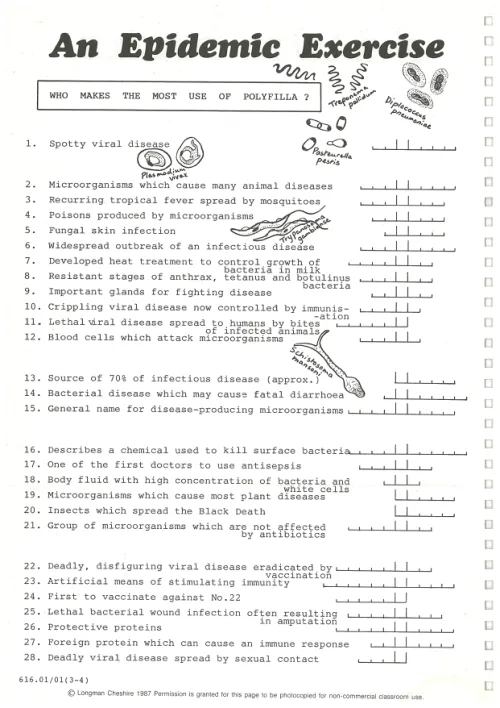 An Epidemic Exercise
WHO MAKES THE MOST USE OF POLYFILLA ?
Treponema pallidum
Diplococcus pneumoniae
1. Spotty viral disease
Plasmodium vivax
Pasteurella pestis
2. Microorganisms which cause many animal diseases
3. Recurring tropical fever spread by mosquitoes
4. Poisons produced by microorganisms
5. Fungal skin infection
Trypanosoma gambiense
6. Widespread outbreak of an infectious disease
7. Developed heat treatment to control growth of
bacteria in milk
8. Resistant stages of anthrax, tetanus and botulinus
bacteria
9. Important glands for fighting disease
10. Crippling viral disease now controlled by immunis-
-ation
11. Lethal viral disease spread to humans by bites
of infected animals
12. Blood cells which attack microorganisms
Schistosoma mansoni
13. Source of 70% of infectious disease (approx.)
14. Bacterial disease which may cause fatal diarrhoea
15. General name for disease-producing microorganisms
16. Describes a chemical used to kill surface bacteria
17. One of the first doctors to use antisepsis
18. Body fluid with high concentration of bacteria and
white cells
19. Microorganisms which cause most plant diseases
20. Insects which spread the Black Death
21. Group of microorganisms which are not affected
by antibiotics
22. Deadly, disfiguring viral disease eradicated by
vaccination
23. Artificial means of stimulating immunity
24. First to vaccinate against No.22
25. Lethal bacterial wound infection often resulting
in amputation
26. Protective proteins
27. Foreign protein which can cause an immune response
28. Deadly viral disease spread by sexual contact
616.01/01(3-4)
© Longman Cheshire 1987 Permission is granted for this page to be photocopied for non-commercial classroom use.